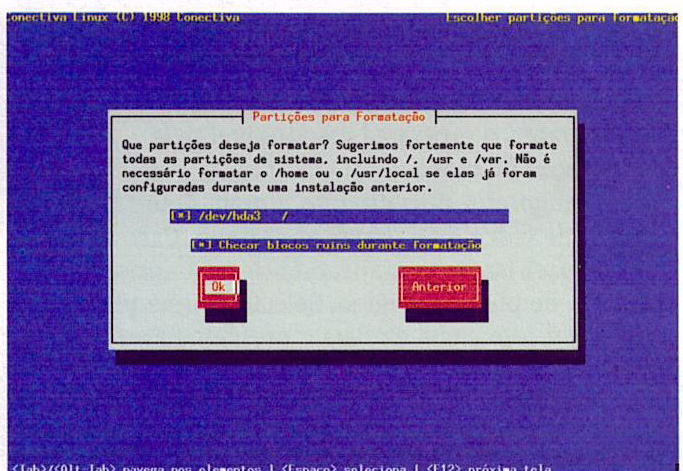 Conectiva Linux (C) 1998 Conectiva
Escolher partições para formatação
Partições para Formatação
Que partições deseja formatar? Sugerimos fortemente que formate
todas as partições de sistema, incluindo /, /usr e /var. Não é
necessário formatar o /home ou o /usr/local se elas já foram
configuradas durante uma instalação anterior.
[*] /dev/hda3 /
[*] Checar blocos ruins durante formatação
Ok
Anterior
<Tab>/<Alt-Tab> navega nos elementos | <Espaço> seleciona | <F12> próxima tela